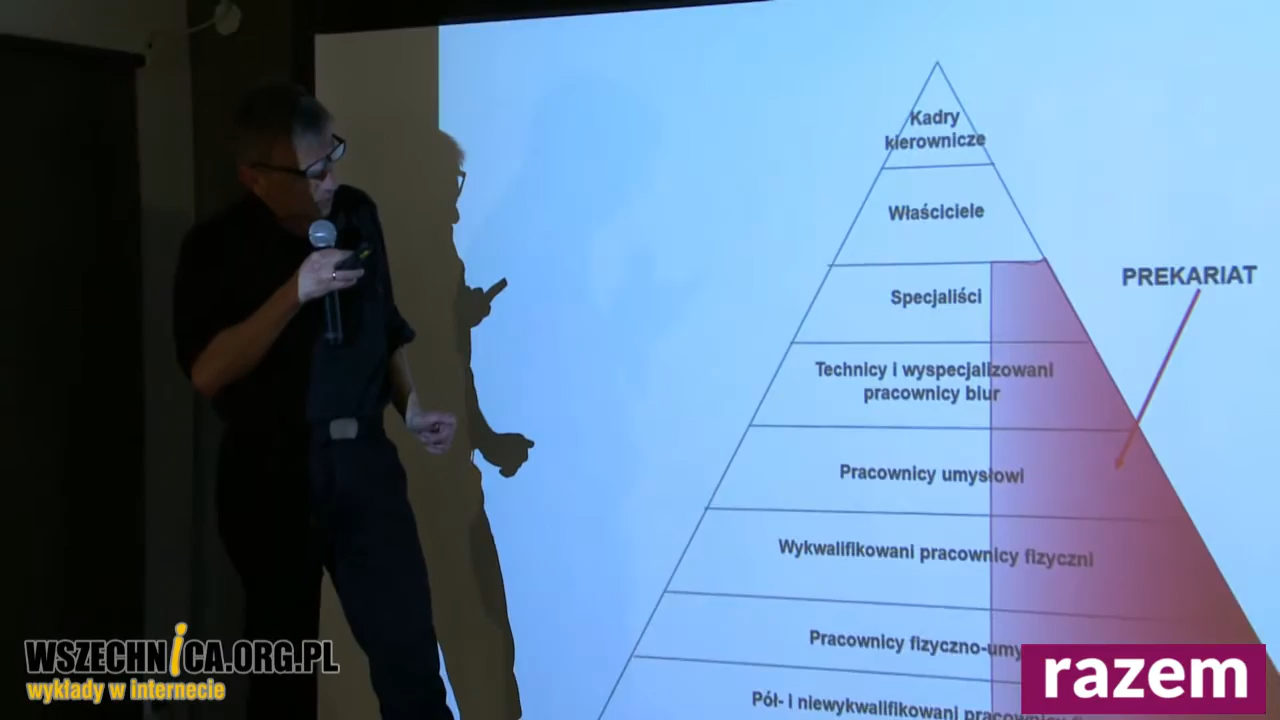 Kadry
kierownicze
Właściciele
Specjaliści
PREKARIAT
Technicy i wyspecjalizowani
pracownicy biur
Pracownicy umysłowi
Wykwalifikowani pracownicy fizyczni
Pracownicy fizyczno-umy
Pół- i niewykwalifikowani
WSZECHNICA.ORG.PL
wykłady w internecie
razem